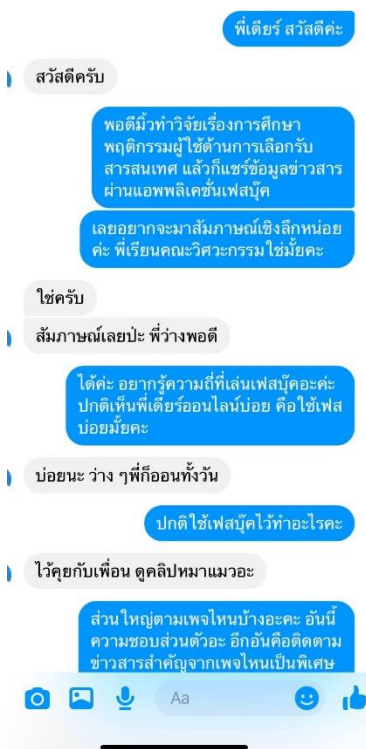 พี่เดียร์ สวัสดีค่ะ
สวัสดีครับ
พอดีมิ้วทำวิจัยเรื่องการศึกษา
พฤติกรรมผู้ใช้ด้านการเลือกรับ
สารสนเทศ แล้วก็แชร์ข้อมูลข่าวสาร
ผ่านแอพพลิเคชั่นเฟสบุ๊ค
เลยอยากจะมาสัมภาษณ์เชิงลึกหน่อย
ค่ะ พี่เรียนคณะวิศวะกรรมใช่มั้ยคะ
ใช่ครับ
สัมภาษณ์เลยป่ะ พี่ว่างพอดี
ได้ค่ะ อยากรู้ความถี่ที่เล่นเฟสบุ๊คอะค่ะ
ปกติเห็นพี่เดียร์ออนไลน์บ่อย คือใช้เฟส
บ่อยมั้ยคะ
บ่อยนะ ว่าง ๆพี่ก็ออนทั้งวัน
ปกติใช้เฟสบุ๊คไว้ทำอะไรคะ
ไว้คุยกับเพื่อน ดูคลิปหมาแมวอะ
ส่วนใหญ่ตามเพจไหนบ้างอะคะ อันนี้
ความชอบส่วนตัวอะ อีกอันคือติดตาม
ข่าวสารสำคัญจากเพจไหนเป็นพิเศษ
Aa